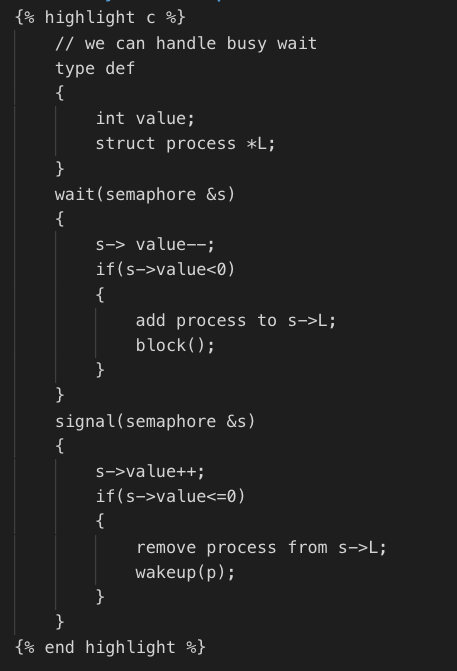 {% highlight c %}
// we can handle busy wait
type def
{
int value;
struct process *L;
}
wait(semaphore &s)
{
s-> value--;
if(s->value<0)
{
add process to s->L;
block();
}
}
signal(semaphore &s)
{
s->value++;
if(s->value<=0)
{
remove process from s->L;
wakeup(p);
}
}
{% end highlight %}